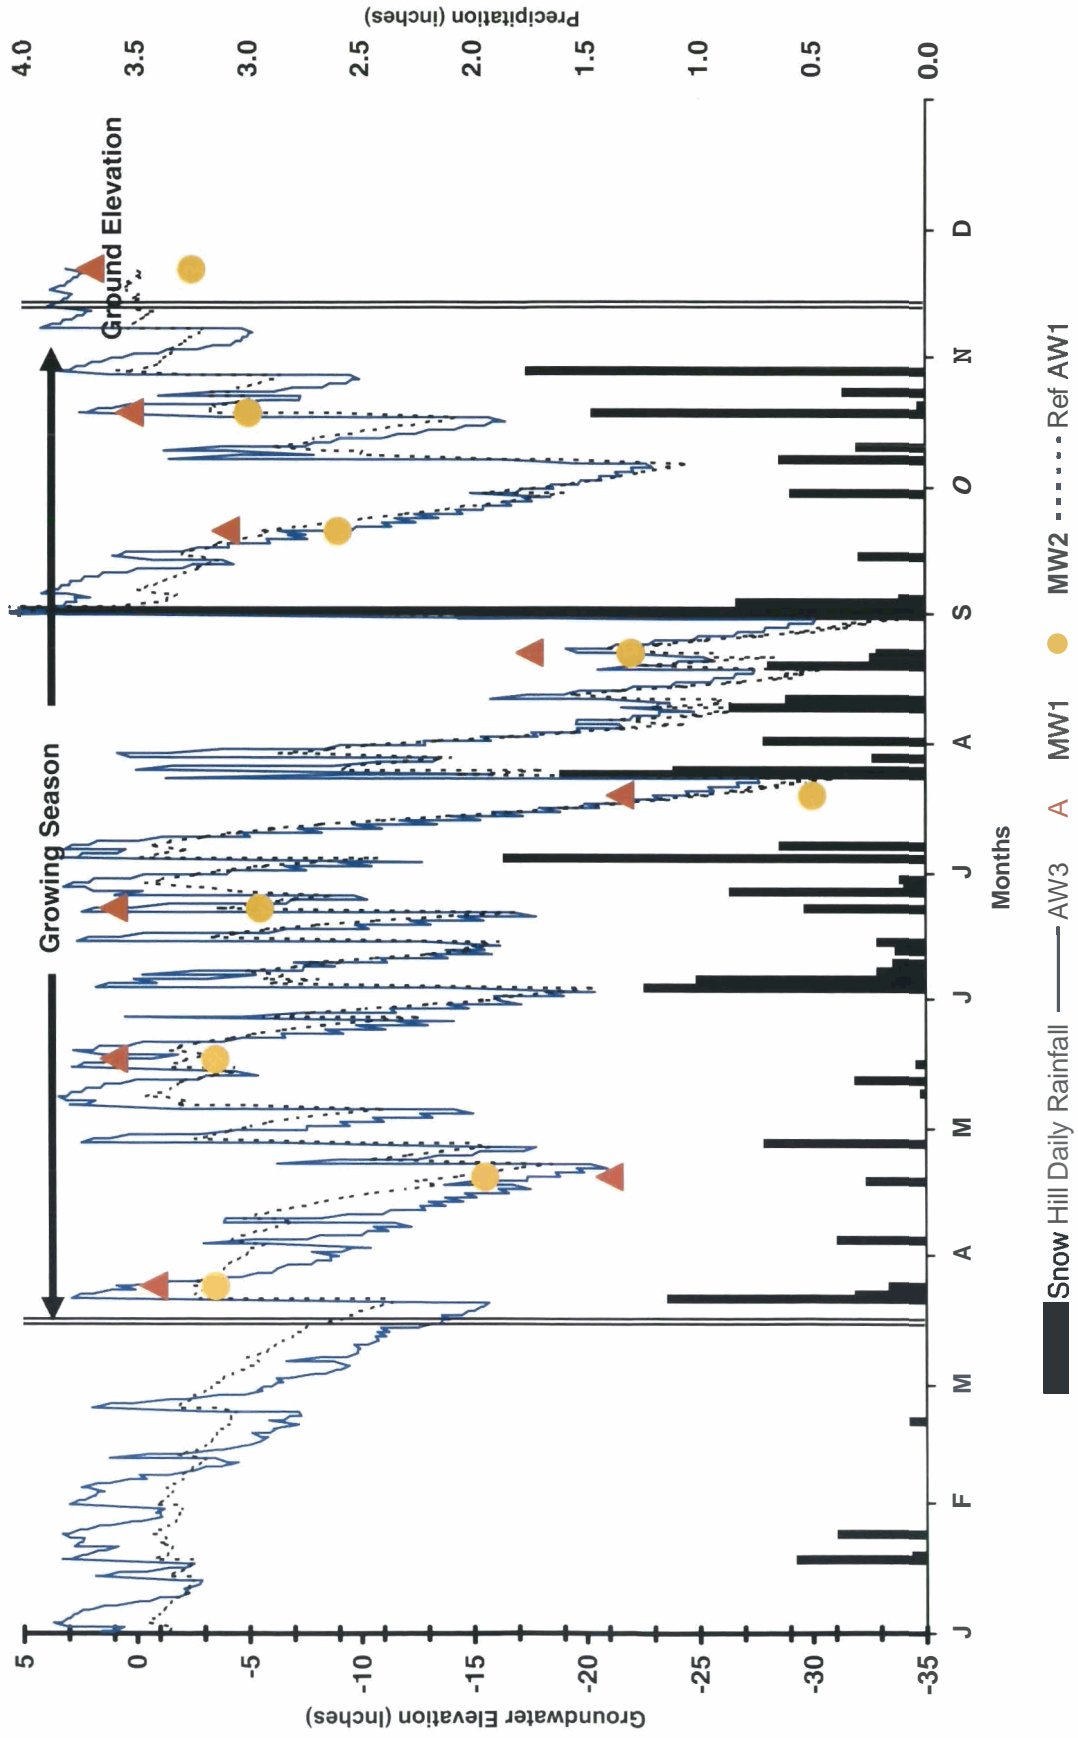 Growing Season
Ground Elevation
Groundwater Elevation (Inches)
5
0
-5
-10
-15
-20
-25
-30
-35
Precipitation (inches)
4.0
3.5
3.0
2.5
2.0
1.5
1.0
0.5
0.0
J F M A M J J A S O N D
Months
Snow Hill Daily Rainfall AW3 A MW1 MW2 Ref AW1